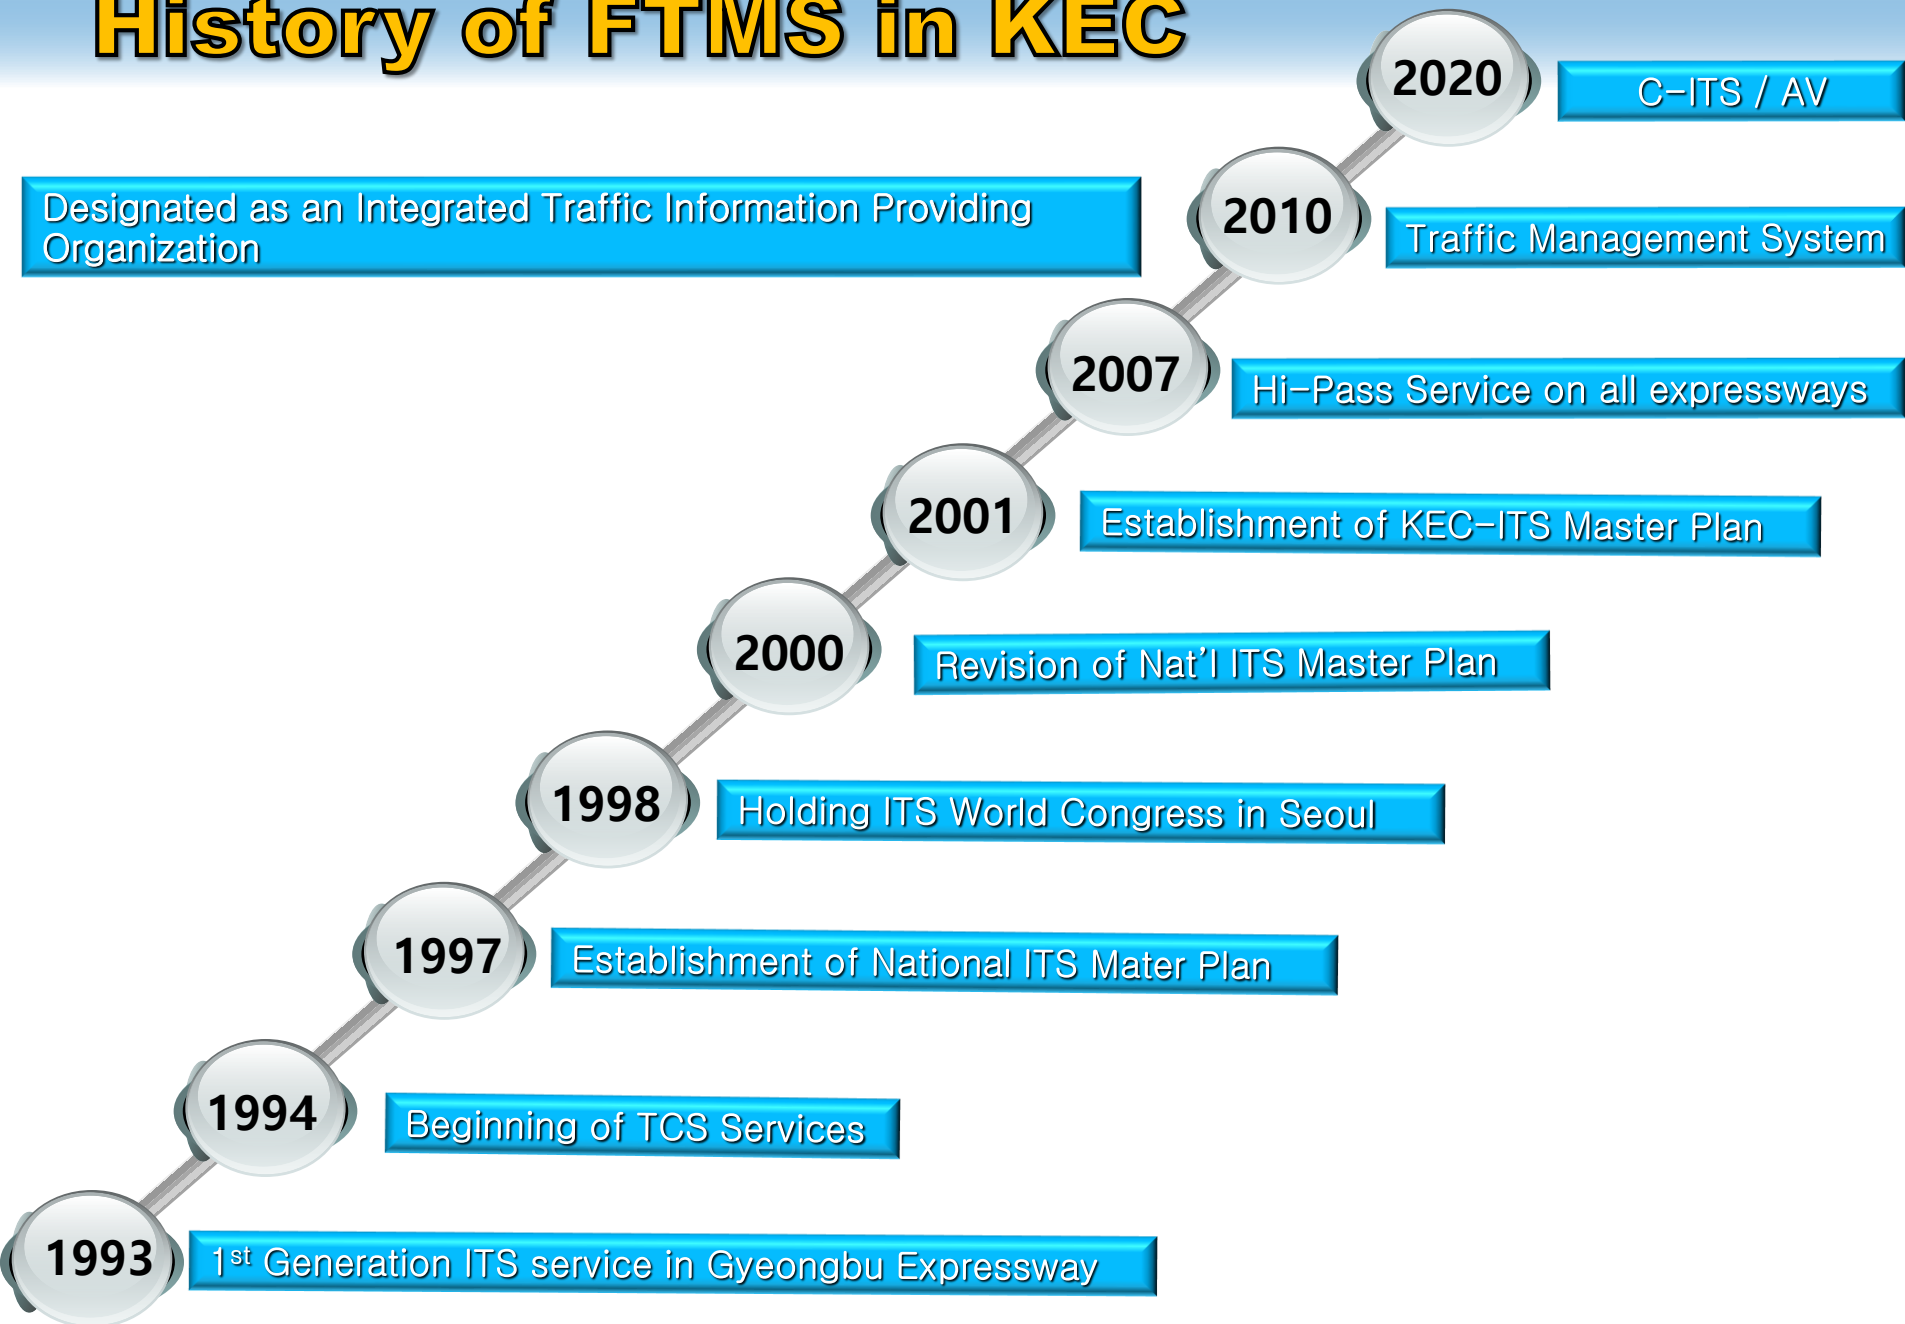 History of FTMS in KEC
2020
C-ITS / AV
Designated as an Integrated Traffic Information Providing
Organization
2010
Traffic Management System
2007
Hi-Pass Service on all expressways
2001
Establishment of KEC-ITS Master Plan
2000
Revision of Nat’l ITS Master Plan
1998
Holding ITS World Congress in Seoul
1997
Establishment of National ITS Mater Plan
1994
Beginning of TCS Services
1993
1st Generation ITS service in Gyeongbu Expressway